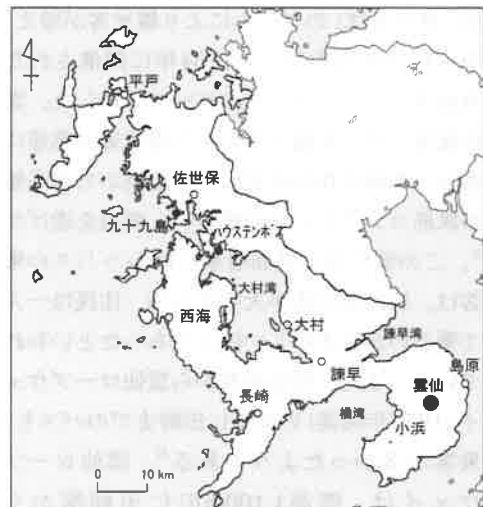 平戸
佐世保
九十九島
ハウステンボス
大村湾
西海
大村
諫早湾
諫早
島原
雲仙
長崎
橘湾
小浜
0 10 km